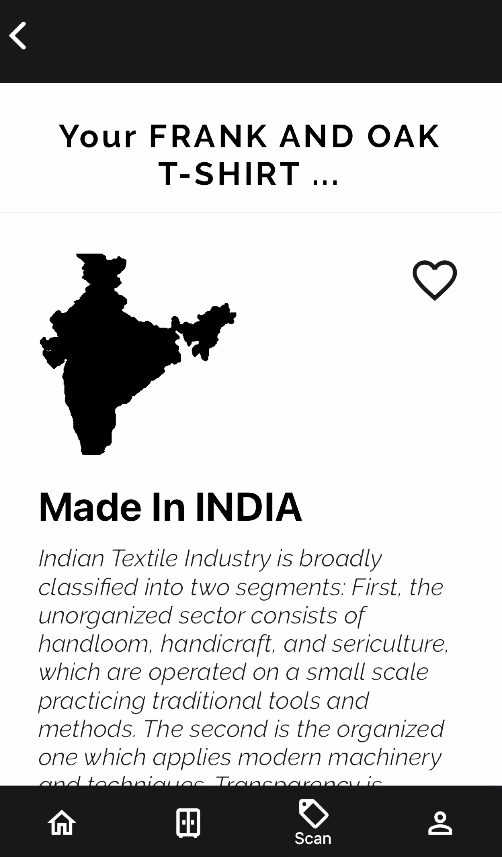 Your FRANK AND OAK
T-SHIRT ...
Made In INDIA
Indian Textile Industry is broadly
classified into two segments: First, the
unorganized sector consists of
handloom, handicraft, and sericulture,
which are operated on a small scale
practicing traditional tools and
methods. The second is the organized
one which applies modern machinery
and techniques. Transparency is
Scan